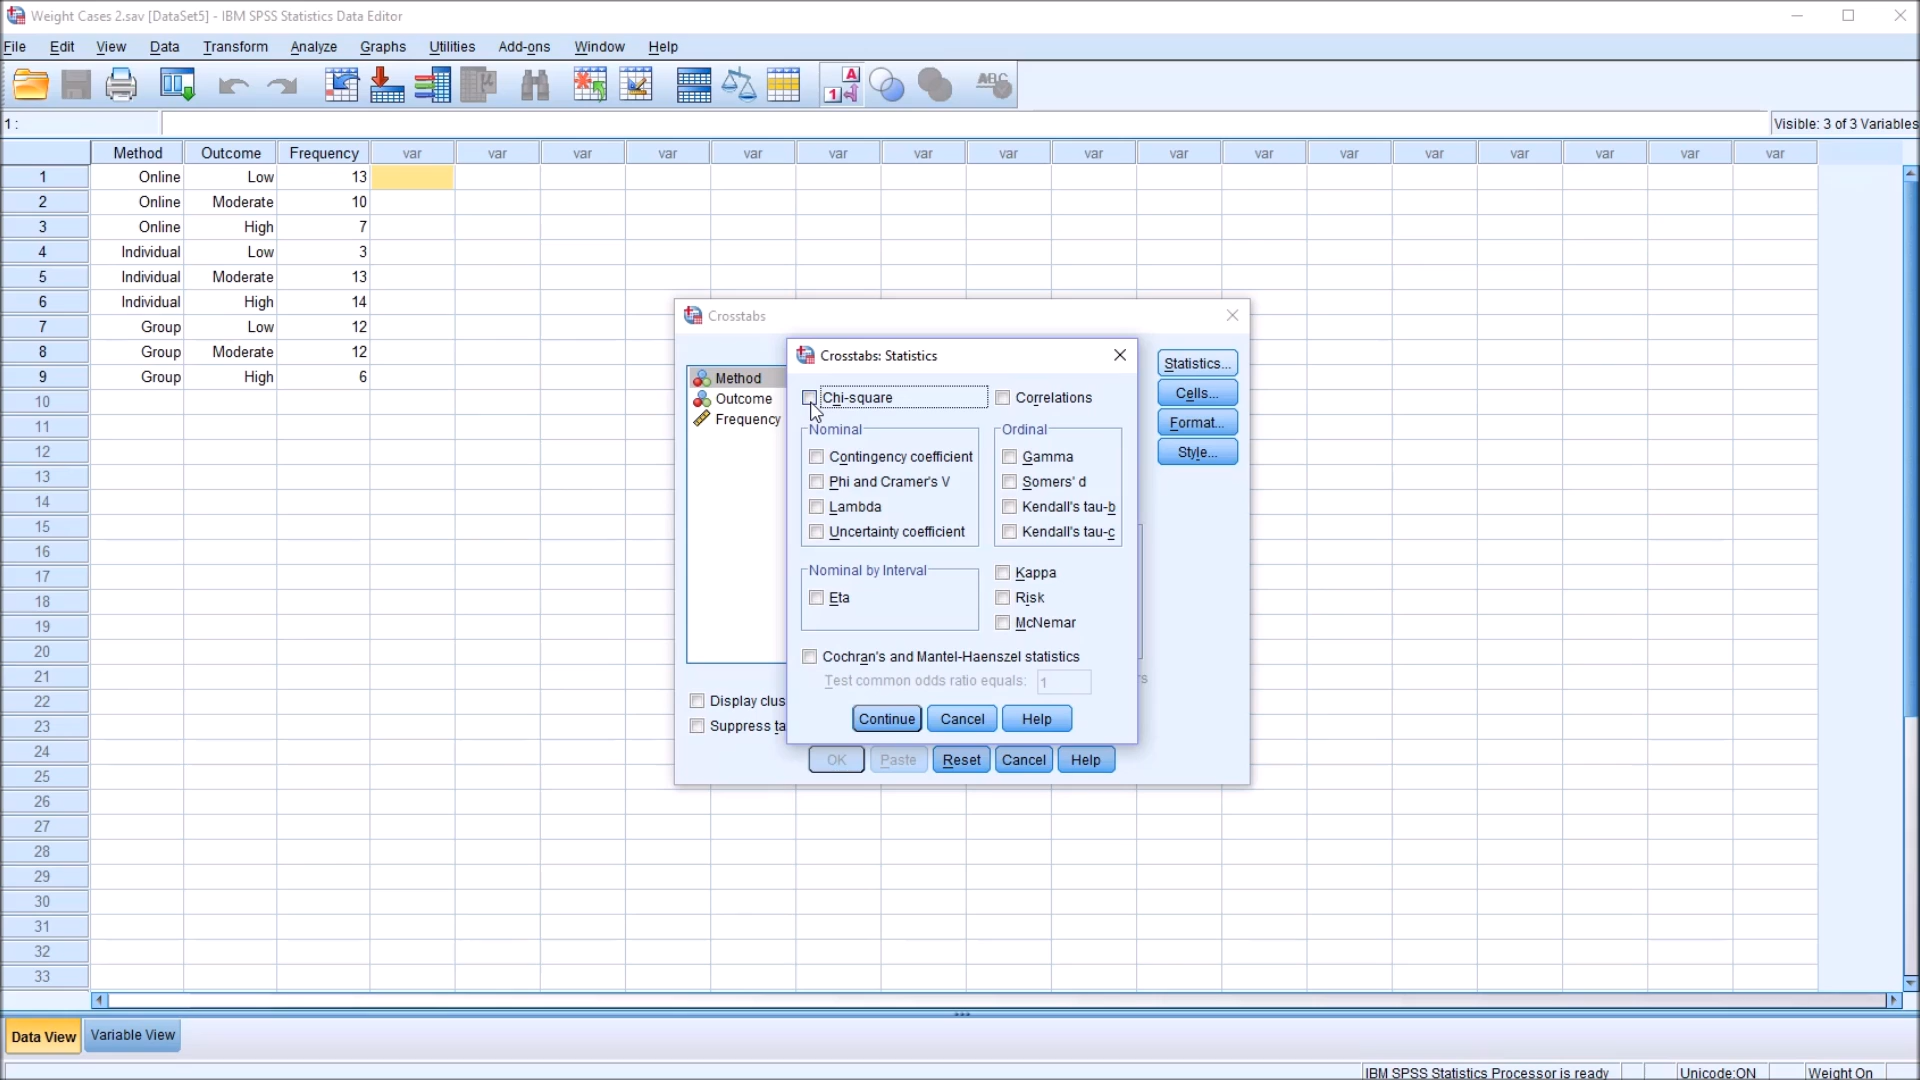 Weight Cases 2.sav [DataSet5] - IBM SPSS Statistics Data Editor
File Edit View Data Transform Analyze Graphs Utilities Add-ons Window Help
A
1
ABC
1 :
Visible: 3 of 3 Variables
Method Outcome Frequency var var var var var var var var var var var var var var var var var
1 Online Low 13
2 Online Moderate 10
3 Online High 7
4 Individual Low 3
5 Individual Moderate 13
6 Individual High 14
7 Group Low 12
8 Group Moderate 12
9 Group High 6
10
11
12
13
14
15
16
17
18
19
20
21
22
23
24
25
26
27
28
29
30
31
32
33
Crosstabs
Method
Outcome
Frequency
Statistics...
Cells...
Format...
Style...
Display clus
Suppress ta
OK Paste Reset Cancel Help
Crosstabs: Statistics
Chi-square Correlations
Nominal
Contingency coefficient
Phi and Cramer's V
Lambda
Uncertainty coefficient
Ordinal
Gamma
Somers' d
Kendall's tau-b
Kendall's tau-c
Nominal by Interval
Eta
Kappa
Risk
McNemar
Cochran's and Mantel-Haenszel statistics
Test common odds ratio equals: 1
Continue Cancel Help
Data View Variable View
IBM SPSS Statistics Processor is ready Unicode:ON Weight On